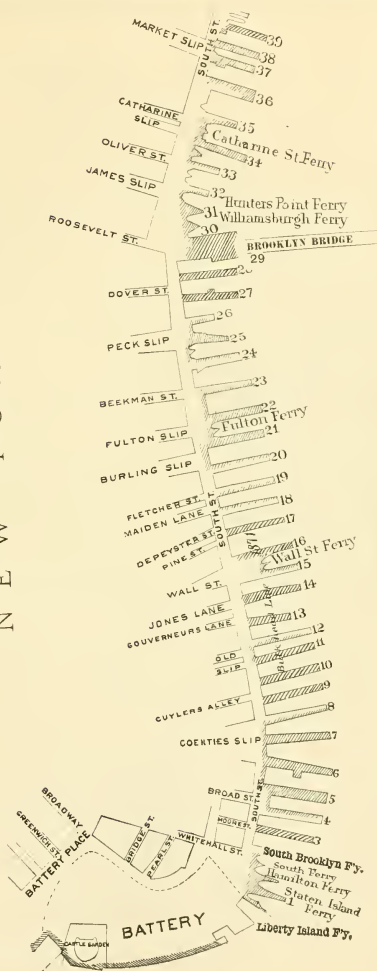 39
MARKET SLIP
SOUTH ST.
38
37
36
CATHARINE
SLIP
35
Catharine St. Ferry
OLIVER ST.
34
33
JAMES SLIP
32
Hunters Point Ferry
31
Williamsburgh Ferry
ROOSEVELT
ST.
30
BROOKLYN BRIDGE
29
28
DOVER ST.
27
26
PECK SLIP
25
24
23
BEEKMAN ST.
22
Fulton Ferry
FULTON SLIP
21
BURLING SLIP
20
19
FLETCHER ST.
18
MAIDEN LANE
SOUTH ST.
17
DEPEYSTER ST.
PINE ST.
16
Wall St Ferry
15
WALL ST.
14
JONES LANE
13
GOUVERNEURS LANE
12
Bulkhead Line
11
OLD
SLIP
10
9
CUYLERS ALLEY
8
COENTIES SLIP
7
6
BROAD ST.
SOUTH ST.
5
MOORE ST.
4
3
WHITEHALL ST.
BROADWAY
GREENWICH ST.
BATTERY PLACE
BRIDGE ST.
PEARL ST.
South Brooklyn F'y.
South Ferry
Hamilton Ferry
Staten Island
1 Ferry
Liberty Island F'y.
BATTERY
CASTLE GARDEN
NEW